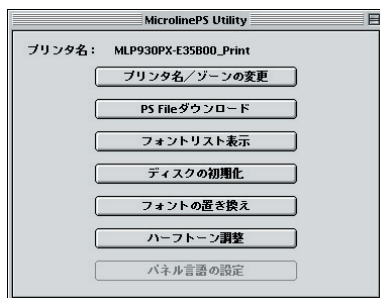 MicrolinePS Utility
プリンタ名： MLP930PX-E35B00_Print
プリンタ名／ゾーンの変更
PS Fileダウンロード
フォントリスト表示
ディスクの初期化
フォントの置き換え
ハーフトーン調整
パネル言語の設定